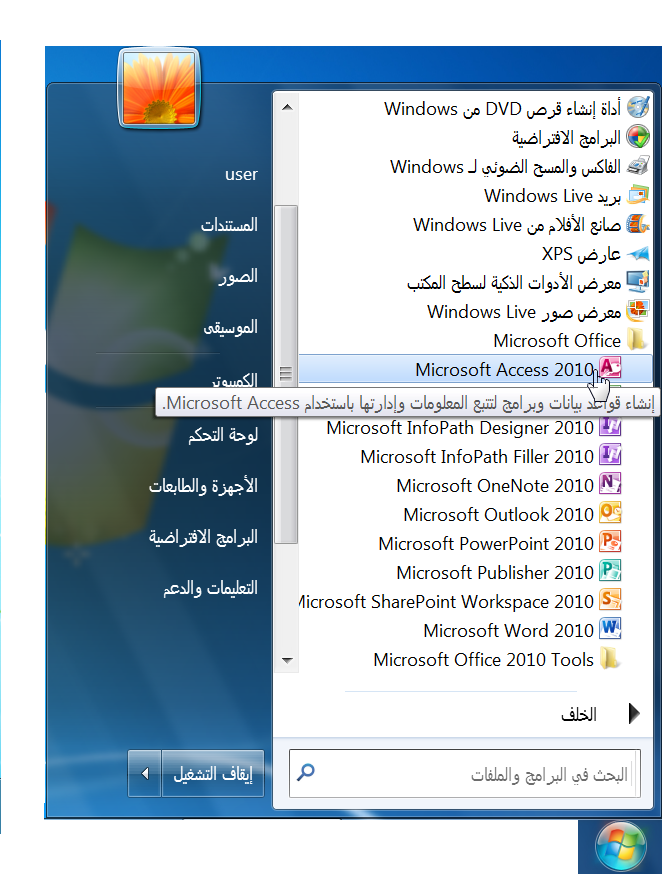 أداة إنشاء قرص DVD من Windows
البرامج الافتراضية
الفاكس والمسح الضوئي لـ Windows
بريد Windows Live
صانع الأفلام من Windows Live
عارض XPS
معرض الأدوات الذكية لسطح المكتب
معرض صور Windows Live
Microsoft Office
Microsoft Access 2010
إنشاء قواعد بيانات وبرامج لتتبع المعلومات وإدارتها باستخدام Microsoft Access.
Microsoft InfoPath Designer 2010
Microsoft InfoPath Filler 2010
Microsoft OneNote 2010
Microsoft Outlook 2010
Microsoft PowerPoint 2010
Microsoft Publisher 2010
Microsoft SharePoint Workspace 2010
Microsoft Word 2010
Microsoft Office 2010 Tools
الخلف
البحث في البرامج والملفات
user
المستندات
الصور
الموسيقى
الكمبيوتر
لوحة التحكم
الأجهزة والطابعات
البرامج الافتراضية
التعليمات والدعم
إيقاف التشغيل